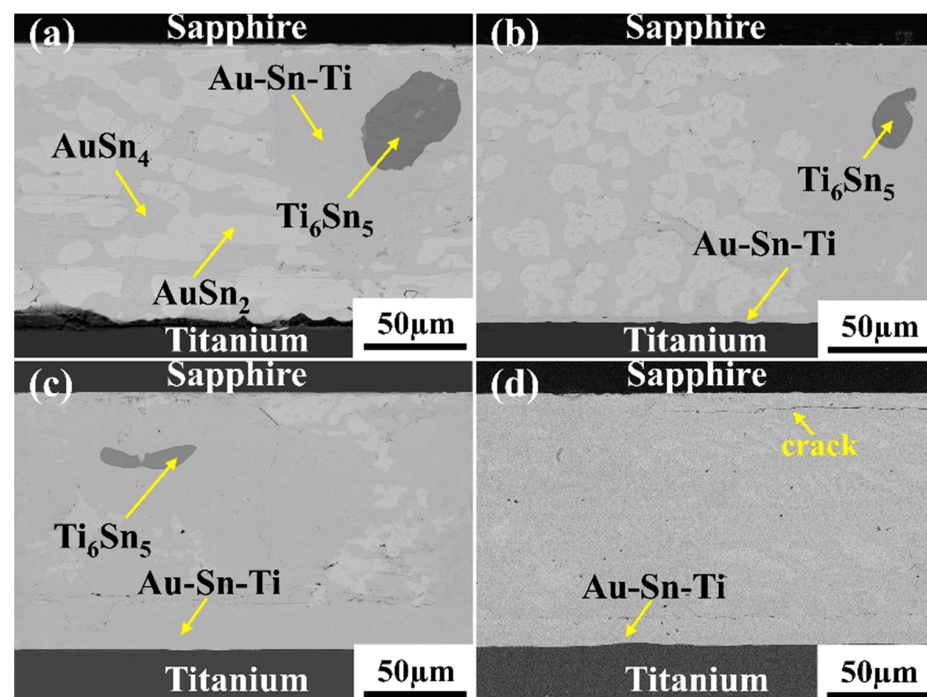 (a)
Sapphire
Au-Sn-Ti
AuSn₄
Ti₆Sn₅
AuSn₂
50μm
Titanium
(b)
Sapphire
Ti₆Sn₅
Au-Sn-Ti
50μm
Titanium
(c)
Sapphire
Ti₆Sn₅
Au-Sn-Ti
50μm
Titanium
(d)
Sapphire
crack
Au-Sn-Ti
50μm
Titanium